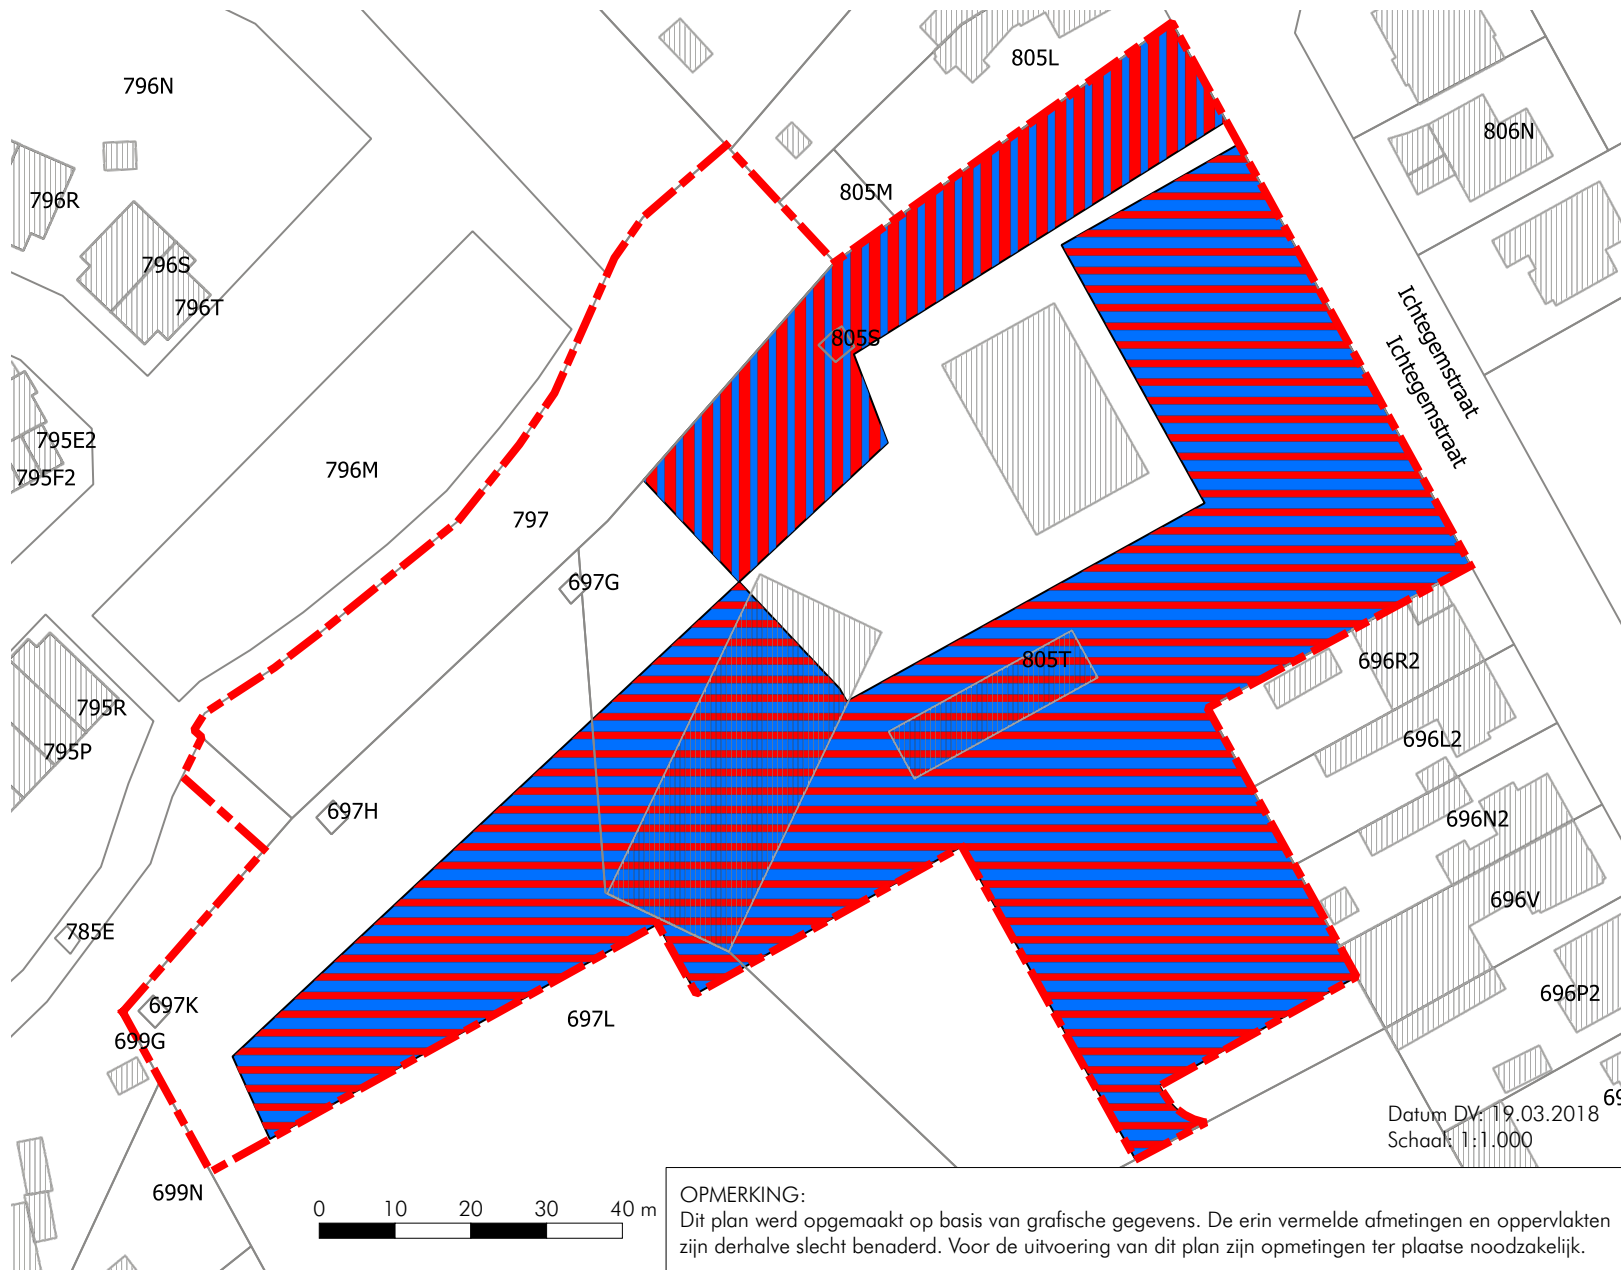 796N
805L
806N
796R
805M
796S
796T
Ichtegemstraat
Ichtegemstraat
805S
795E2
795F2
796M
797
697G
805T
696R2
795R
795P
696L2
697H
696N2
696V
785E
697K
697L
696P2
699G
69
Datum DV: 19.03.2018
Schaal: 1:1.000
699N
0 10 20 30 40 m
OPMERKING:
Dit plan werd opgemaakt op basis van grafische gegevens. De erin vermelde afmetingen en oppervlakten
zijn derhalve slecht benaderd. Voor de uitvoering van dit plan zijn opmetingen ter plaatse noodzakelijk.